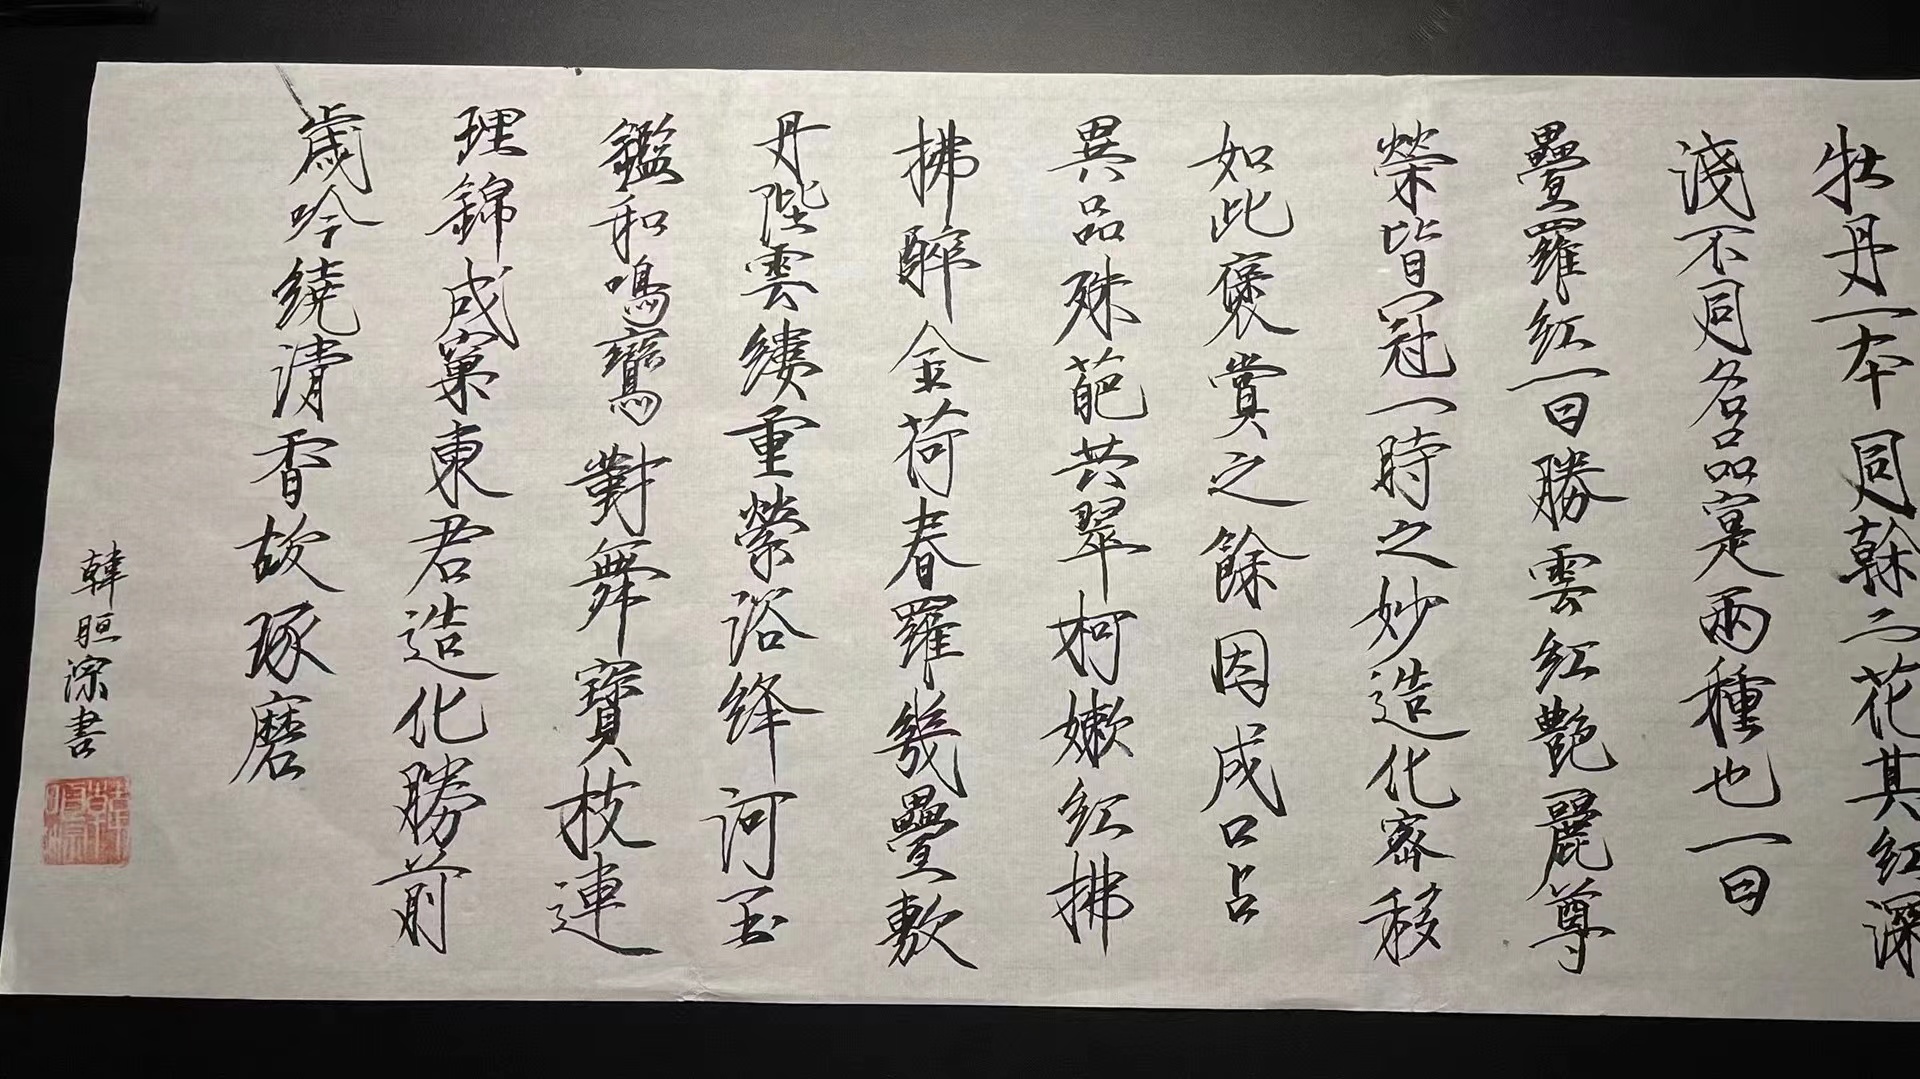 牡丹一本同榦二花其紅深
淺不同名品寔兩種也一曰
疊羅紅一曰勝雲紅艷麗尊
榮皆冠一時之妙造化密移
如此褒賞之餘因成口占
異品殊葩共翠柯嫩紅拂
拂醉金荷春羅幾疊敷
丹陛雲縷重縈浴絳河玉
鑑和鳴鸞對舞寶枝連
理錦成窠東君造化勝前
歲吟繞清香故琢磨
韓 書